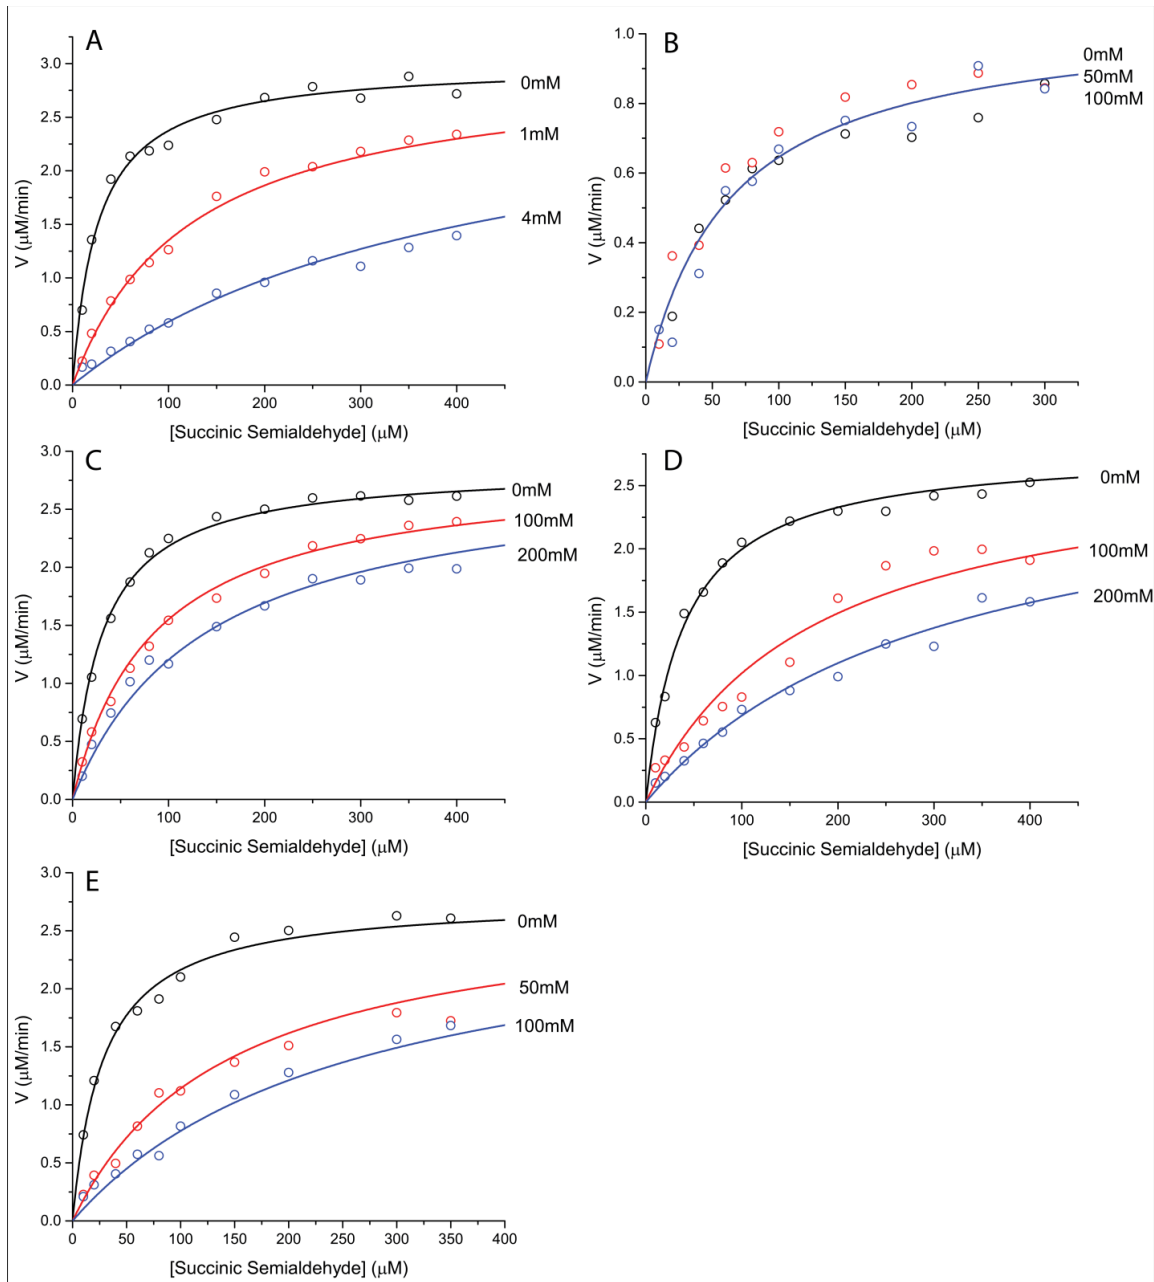 A
3.0
2.5
2.0
1.5
1.0
0.5
0.0
V (μM/min)
0mM
1mM
4mM
0 100 200 300 400
[Succinic Semialdehyde] (μM)
B
1.0
0.8
0.6
0.4
0.2
0.0
V (μM/min)
0mM
50mM
100mM
0 50 100 150 200 250 300
[Succinic Semialdehyde] (μM)
C
3.0
2.5
2.0
1.5
1.0
0.5
0.0
V (μM/min)
0mM
100mM
200mM
0 100 200 300 400
[Succinic Semialdehyde] (μM)
D
2.5
2.0
1.5
1.0
0.5
0.0
V (μM/min)
0mM
100mM
200mM
0 100 200 300 400
[Succinic Semialdehyde] (μM)
E
3.0
2.5
2.0
1.5
1.0
0.5
0.0
V (μM/min)
0mM
50mM
100mM
0 50 100 150 200 250 300 350 400
[Succinic Semialdehyde] (μM)